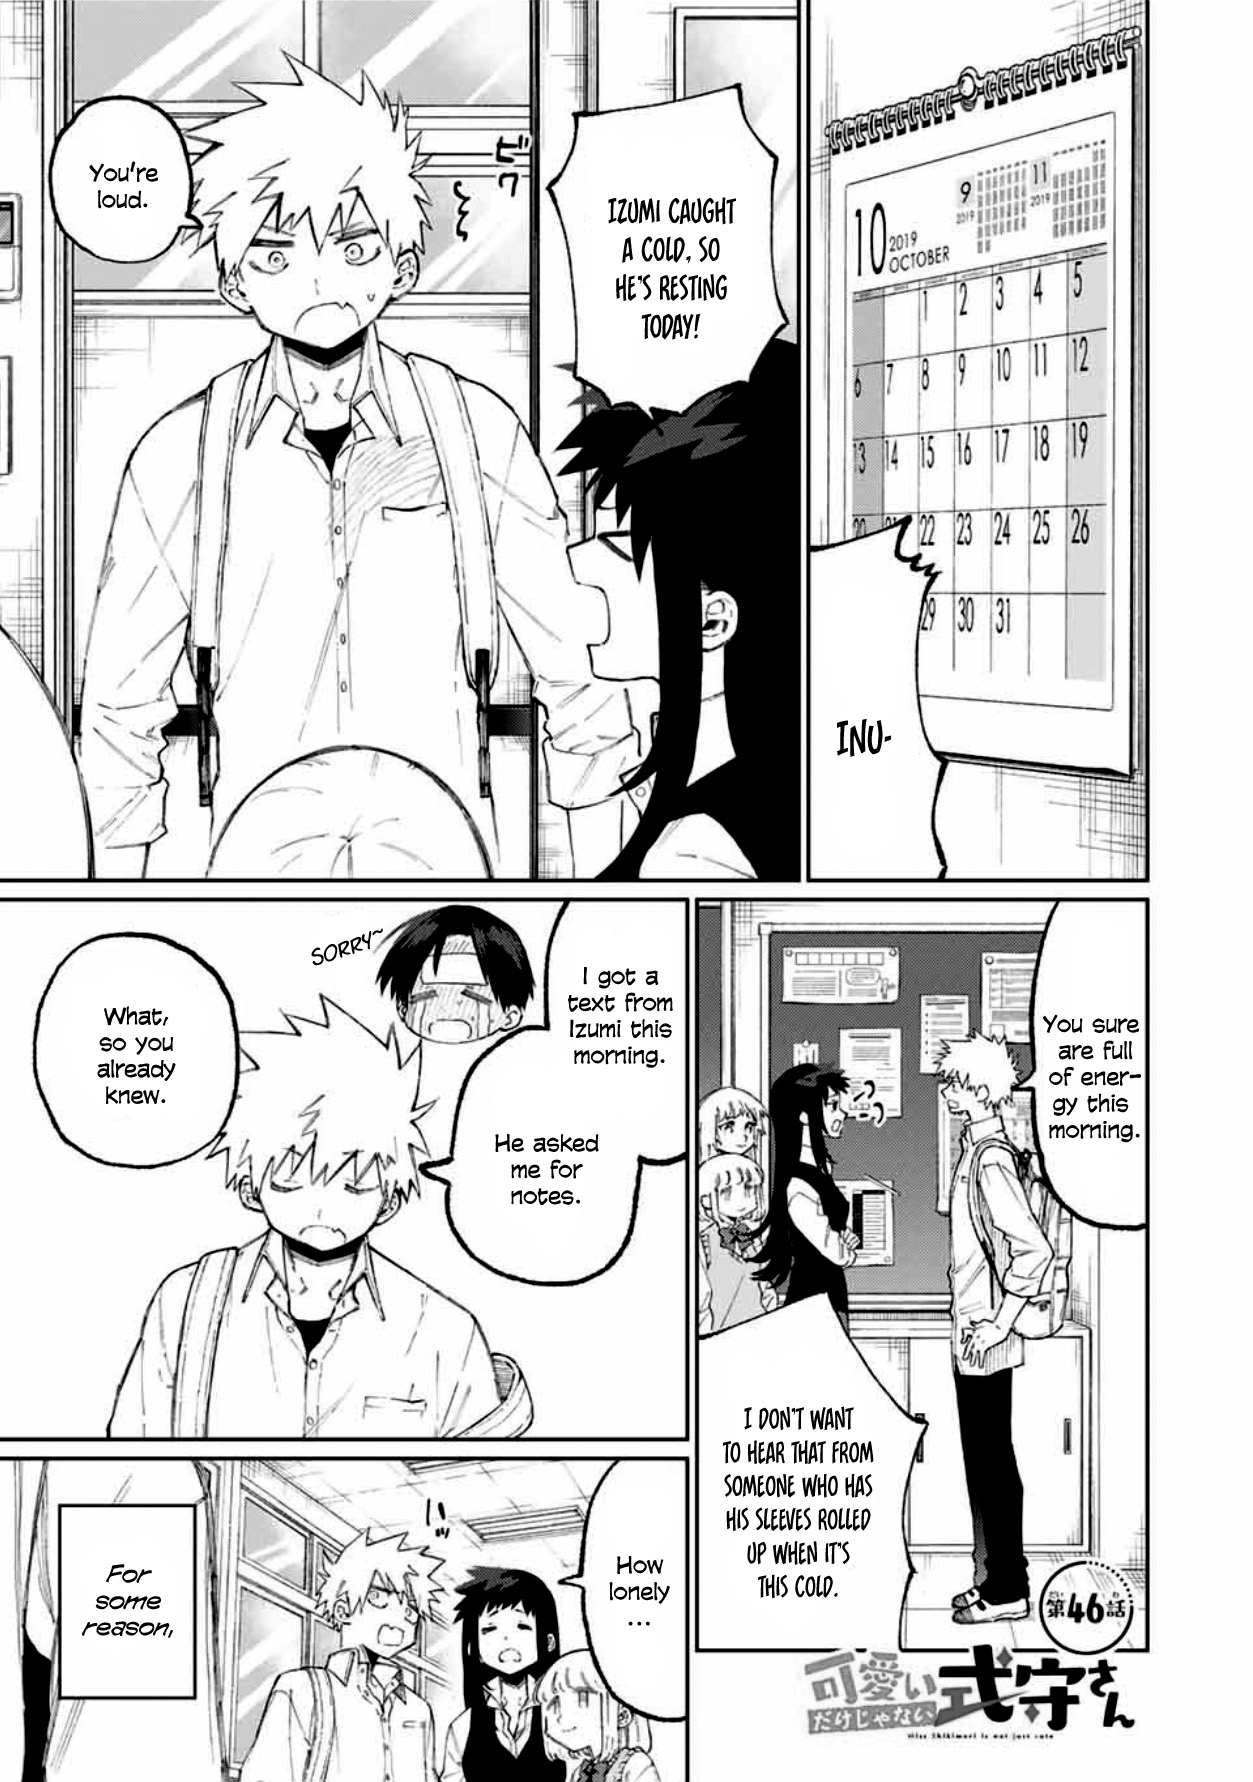 10
2019
OCTOBER
9
2019
11
2019
1 2 3 4 5
6 7 8 9 10 11 12
13 14 15 16 17 18 19
20 21 22 23 24 25 26
29 30 31
INU-
IZUMI CAUGHT
A COLD, SO
HE'S RESTING
TODAY!
ビクッ
You're
loud.
You sure
are full
of ener-
gy this
morning.
I DON'T WANT
TO HEAR THAT FROM
SOMEONE WHO HAS
HIS SLEEVES ROLLED
UP WHEN IT'S
THIS COLD.
I got a
text from
Izumi this
morning.
He asked
me for
notes.
SORRY~
What,
so you
already
knew.
How
lonely
...
For
some
reason,
第46話
可愛い
だけじゃない
式守さん
Miss Shikimori is not just cute